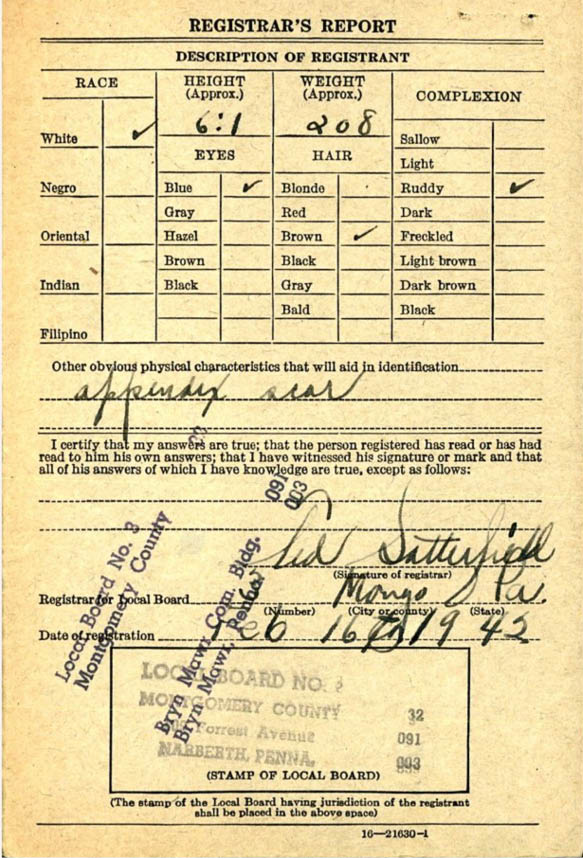 REGISTRAR'S REPORT
DESCRIPTION OF REGISTRANT
RACE
HEIGHT
(Approx.)
WEIGHT
(Approx.)
COMPLEXION
6:1
208
White ✓
EYES
HAIR
Sallow
Light
Negro
Blue ✓
Blonde
Ruddy ✓
Gray
Red
Dark
Oriental
Hazel
Brown ✓
Freckled
Brown
Black
Light brown
Indian
Black
Gray
Dark brown
Bald
Black
Filipino
Other obvious physical characteristics that will aid in identification
appendix scar
I certify that my answers are true; that the person registered has read or has had
read to him his own answers; that I have witnessed his signature or mark and that
all of his answers of which I have knowledge are true, except as follows:
091
003
Satterfield
(Signature of registrar)
Registrar for Local Board
Pa.
(Number) (City or county) (State)
Date of registration Feb 16th 1942
Local Board No. 3
Montgomery County
Bryn Mawr Com. Bldg.
Bryn Mawr, Penna.
LOCAL BOARD NO. 3
MONTGOMERY COUNTY
32
Forrest Avenue
091
NARBERTH, PENNA.
003
(STAMP OF LOCAL BOARD)
(The stamp of the Local Board having jurisdiction of the registrant
shall be placed in the above space)
16—21630-1